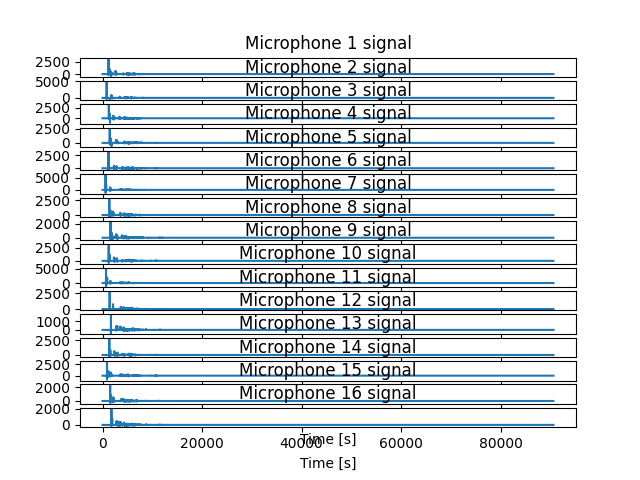 Microphone 1 signal
2500
0
Microphone 2 signal
5000
0
Microphone 3 signal
2500
0
Microphone 4 signal
2500
0
Microphone 5 signal
2500
0
Microphone 6 signal
5000
0
Microphone 7 signal
2500
0
Microphone 8 signal
2000
0
Microphone 9 signal
2500
0
Microphone 10 signal
5000
0
Microphone 11 signal
2500
0
Microphone 12 signal
1000
0
Microphone 13 signal
2500
0
Microphone 14 signal
2500
0
Microphone 15 signal
2000
0
Microphone 16 signal
2000
0
0 20000 40000 60000 80000
Time [s]
Time [s]